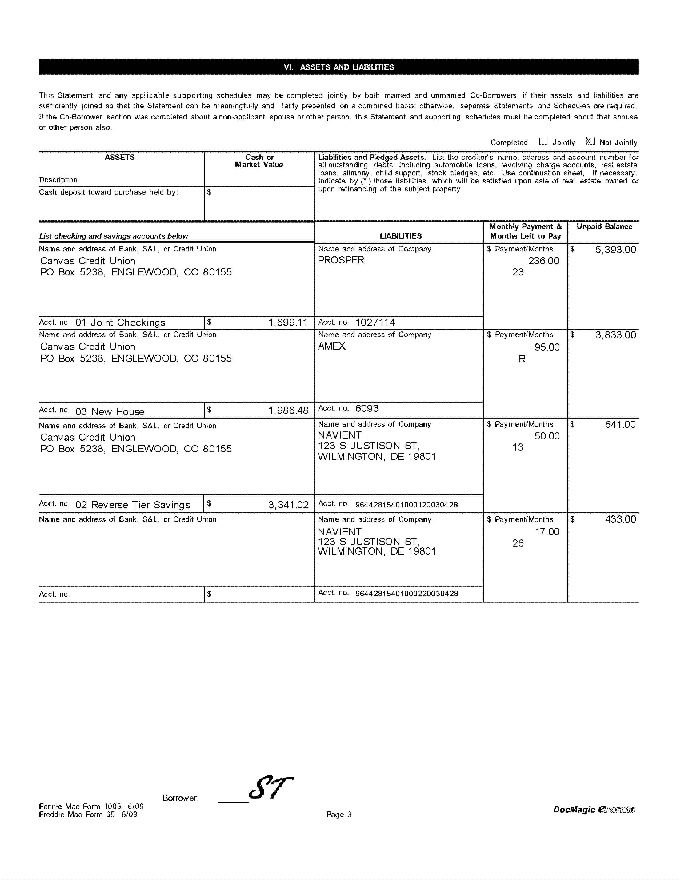 VI. ASSETS AND LIABILITIES
This Statement and any applicable supporting schedules may be completed jointly by both married and unmarried Co-Borrowers if their assets and liabilities are
sufficiently joined so that the Statement can be meaningfully and fairly presented on a combined basis; otherwise, separate Statements and Schedules are required.
If the Co-Borrower section was completed about a non-applicant spouse or other person, this Statement and supporting schedules must be completed about that spouse
or other person also.
Completed Jointly X Not Jointly
ASSETS
Cash or
Market Value
Description
Cash deposit toward purchase held by: $
Liabilities and Pledged Assets. List the creditor's name, address and account number for
all outstanding debts, including automobile loans, revolving charge accounts, real estate
loans, alimony, child support, stock pledges, etc. Use continuation sheet, if necessary.
Indicate by (*) those liabilities, which will be satisfied upon sale of real estate owned or
upon refinancing of the subject property.
List checking and savings accounts below
LIABILITIES
Monthly Payment &
Months Left to Pay
Unpaid Balance
Name and address of Bank, S&L, or Credit Union
Canvas Credit Union
PO Box 5238, ENGLEWOOD, CO 80155
Acct. no. 01 Joint Checkings $ 1,699.11
Name and address of Company
PROSPER
Acct. no. 1027114
$ Payment/Months
236.00
23
$ 5,393.00
Name and address of Bank, S&L, or Credit Union
Canvas Credit Union
PO Box 5238, ENGLEWOOD, CO 80155
Acct. no. 03 New House $ 1,986.48
Name and address of Company
AMEX
Acct. no. 6093
$ Payment/Months
95.00
R
$ 3,833.00
Name and address of Bank, S&L, or Credit Union
Canvas Credit Union
PO Box 5238, ENGLEWOOD, CO 80155
Acct. no. 02 Reverse Tier Savings $ 3,341.02
Name and address of Company
NAVIENT
123 S JUSTISON ST,
WILMINGTON, DE 19801
Acct. no. 96442815401000120030428
$ Payment/Months
50.00
13
$ 541.00
Name and address of Bank, S&L, or Credit Union
Acct. no. $
Name and address of Company
NAVIENT
123 S JUSTISON ST,
WILMINGTON, DE 19801
Acct. no. 96442815401000220030428
$ Payment/Months
17.00
26
$ 433.00
Borrower ST
Fannie Mae Form 1003 6/09
Freddie Mac Form 65 6/09
Page 3
DocMagic